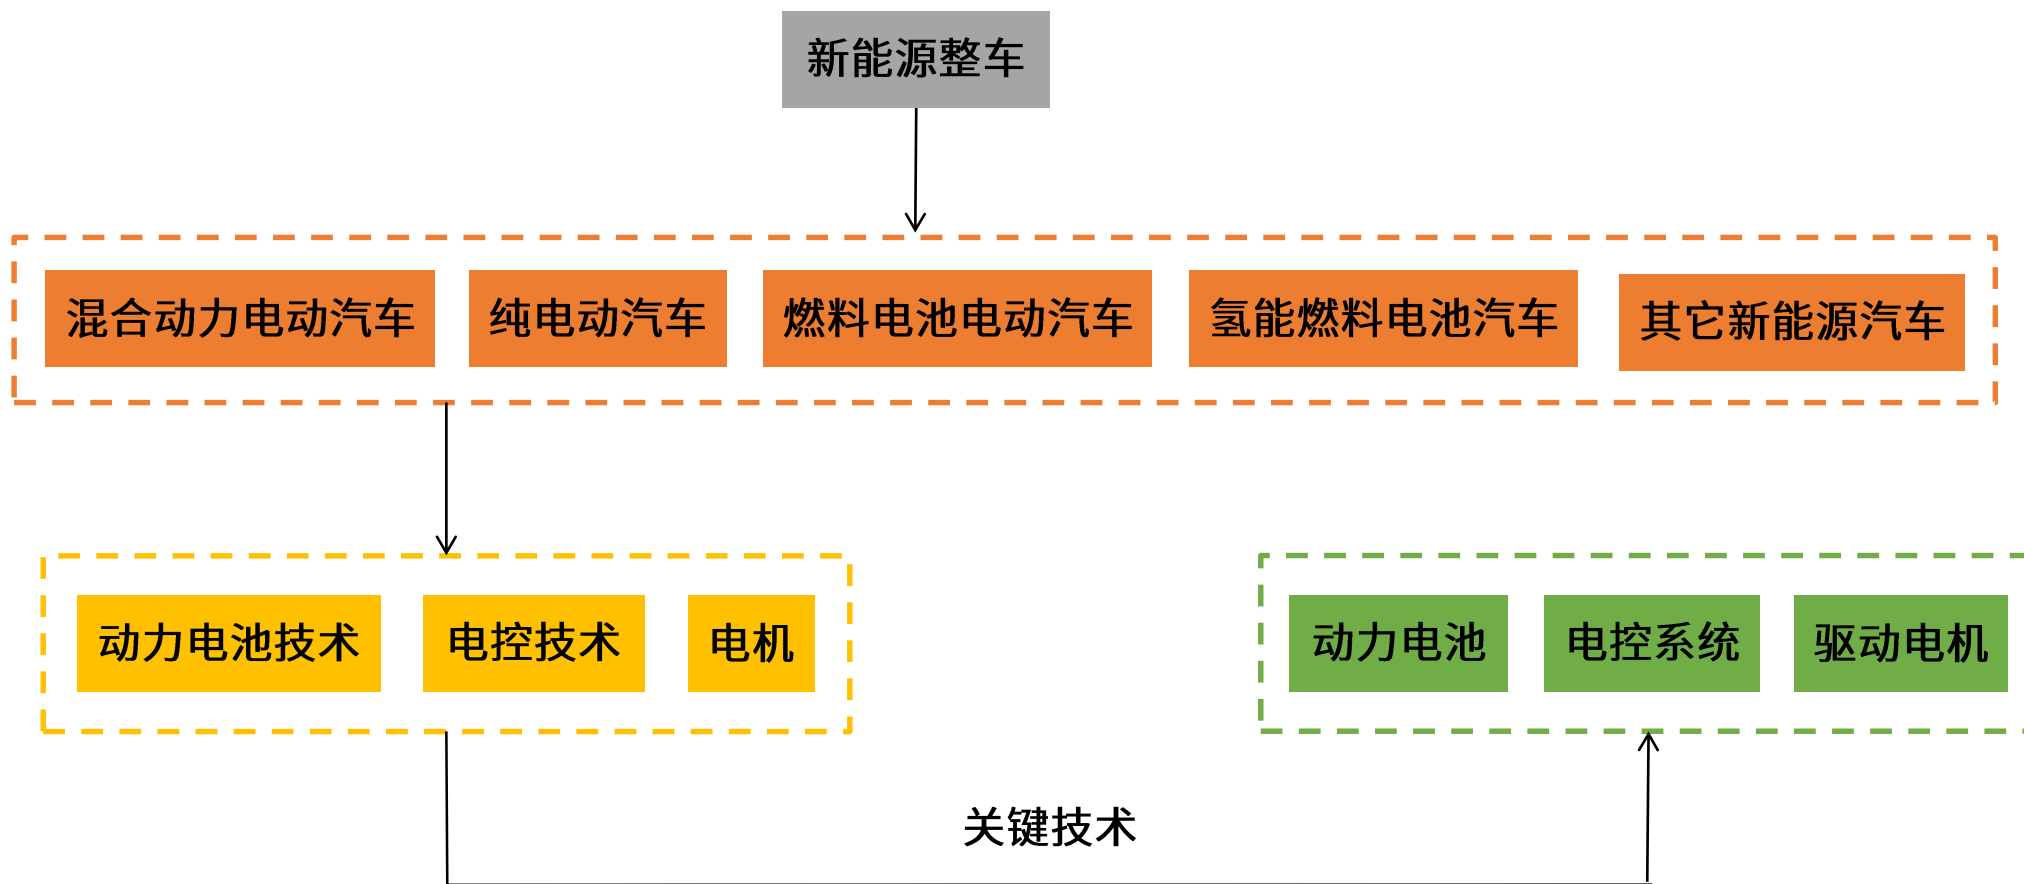 新能源整车
混合动力电动汽车
纯电动汽车
燃料电池电动汽车
氢能燃料电池汽车
其它新能源汽车
动力电池技术
电控技术
电机
动力电池
电控系统
驱动电机
关键技术